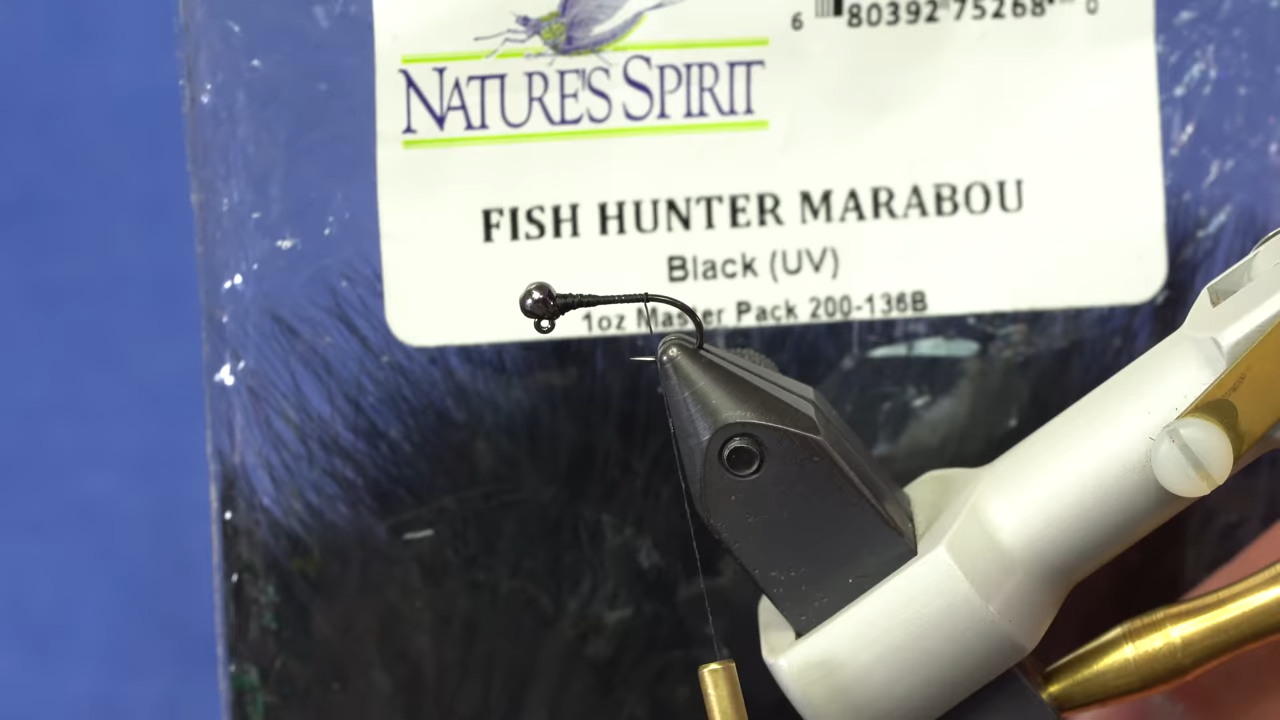 6 80392 75268 0
NATURE'S SPIRIT
FISH HUNTER MARABOU
Black (UV)
1oz Master Pack 200-136B